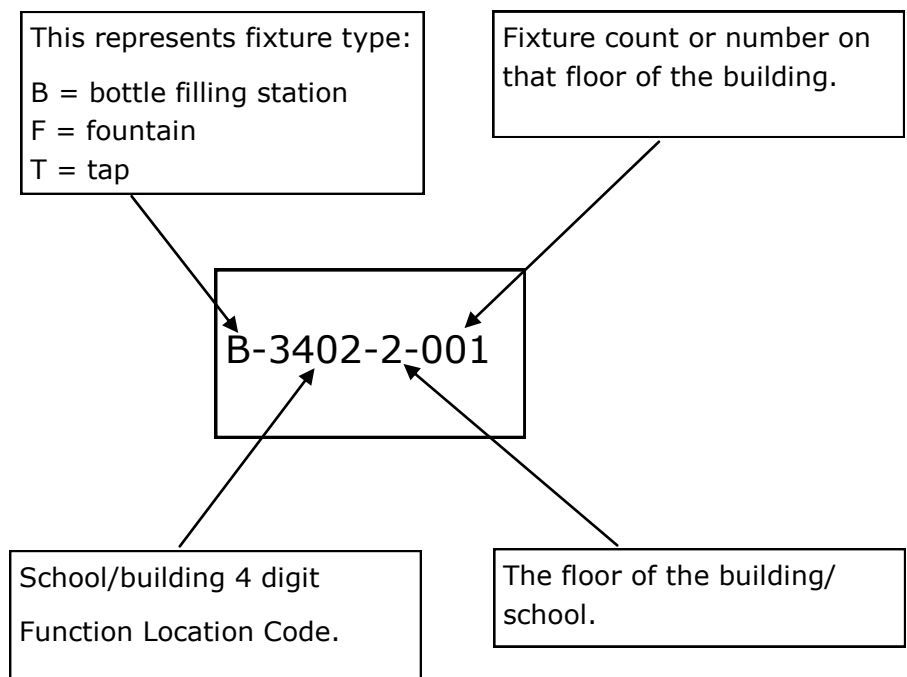 This represents fixture type:
B = bottle filling station
F = fountain
T = tap
Fixture count or number on
that floor of the building.
B-3402-2-001
School/building 4 digit
Function Location Code.
The floor of the building/
school.